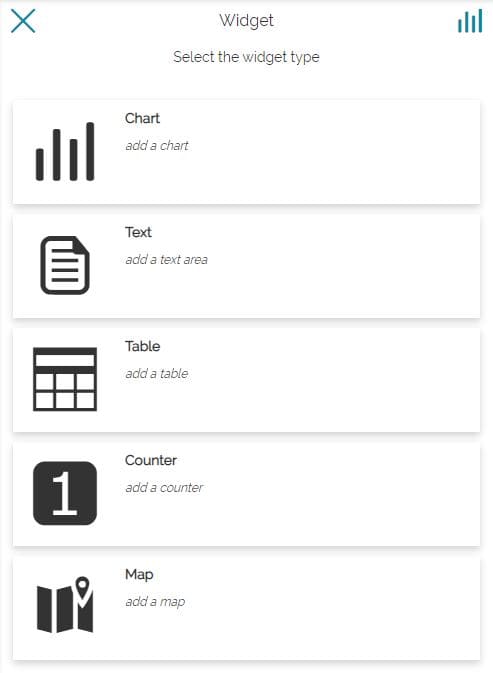 Widget
Select the widget type
Chart
add a chart
Text
add a text area
Table
add a table
1
Counter
add a counter
Map
add a map